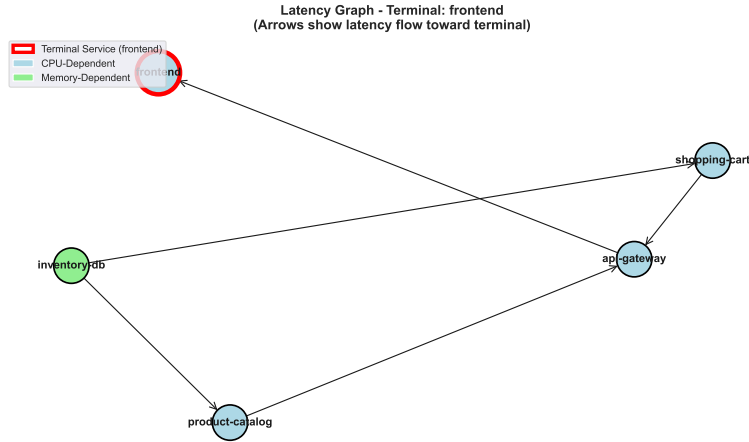 Latency Graph - Terminal: frontend
(Arrows show latency flow toward terminal)
Terminal Service (frontend)
CPU-Dependent
Memory-Dependent
frontend
shopping-cart
api-gateway
inventory-db
product-catalog